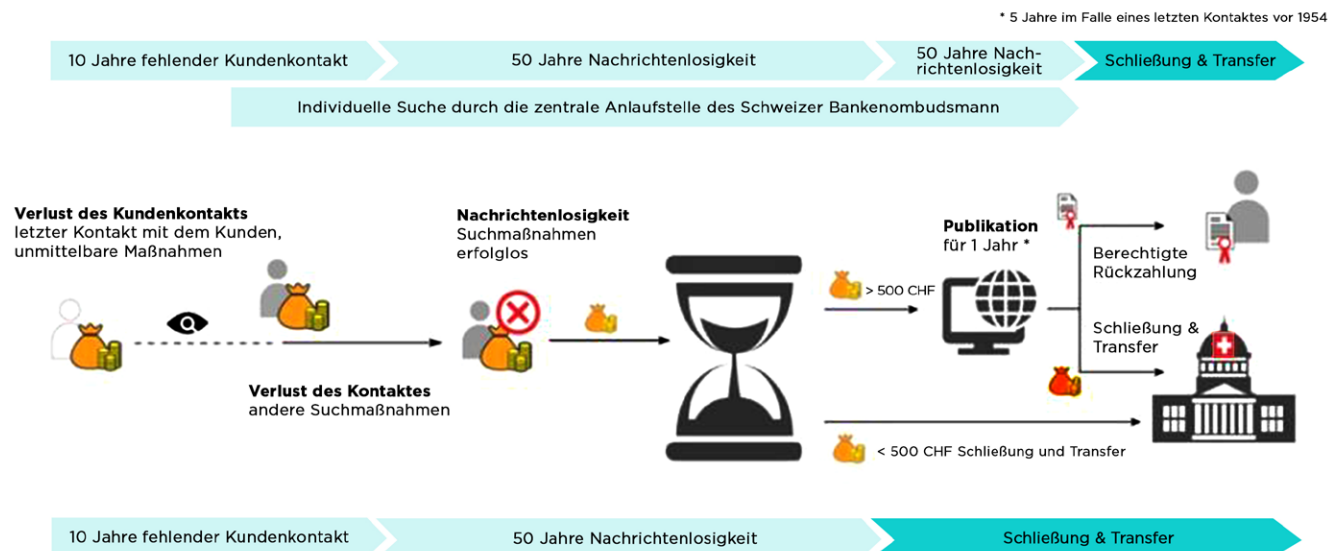 * 5 Jahre im Falle eines letzten Kontaktes vor 1954
10 Jahre fehlender Kundenkontakt
50 Jahre Nachrichtenlosigkeit
50 Jahre Nach-
richtenlosigkeit
Schließung & Transfer
Individuelle Suche durch die zentrale Anlaufstelle des Schweizer Bankenombudsmann
Verlust des Kundenkontakts
letzter Kontakt mit dem Kunden,
unmittelbare Maßnahmen
Nachrichtenlosigkeit
Suchmaßnahmen
erfolglos
Publikation
für 1 Jahr *
Berechtigte
Rückzahlung
> 500 CHF
Schließung &
Transfer
Verlust des Kontaktes
andere Suchmaßnahmen
< 500 CHF Schließung und Transfer
10 Jahre fehlender Kundenkontakt
50 Jahre Nachrichtenlosigkeit
Schließung & Transfer